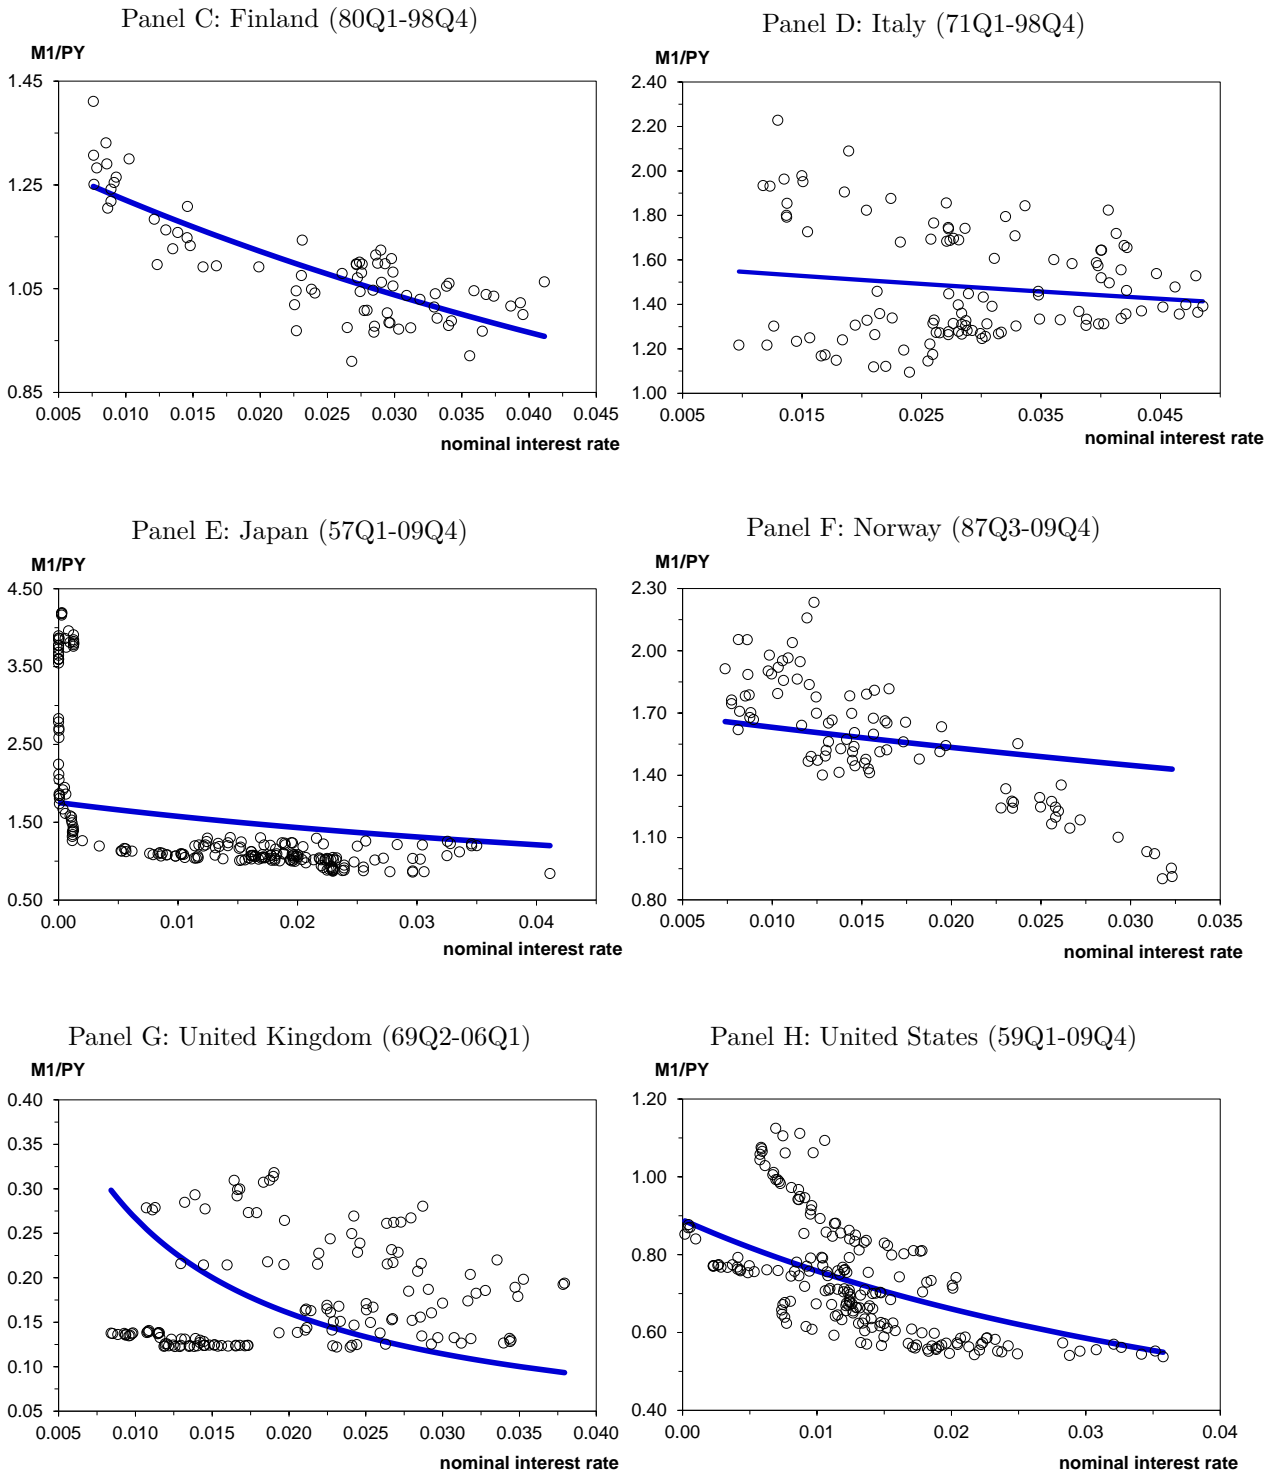 Panel C: Finland (80Q1-98Q4)
M1/PY
1.45
1.25
1.05
0.85
0.005 0.010 0.015 0.020 0.025 0.030 0.035 0.040 0.045
nominal interest rate
Panel D: Italy (71Q1-98Q4)
M1/PY
2.40
2.20
2.00
1.80
1.60
1.40
1.20
1.00
0.005 0.015 0.025 0.035 0.045
nominal interest rate
Panel E: Japan (57Q1-09Q4)
M1/PY
4.50
3.50
2.50
1.50
0.50
0.00 0.01 0.02 0.03 0.04
nominal interest rate
Panel F: Norway (87Q3-09Q4)
M1/PY
2.30
2.00
1.70
1.40
1.10
0.80
0.005 0.010 0.015 0.020 0.025 0.030 0.035
nominal interest rate
Panel G: United Kingdom (69Q2-06Q1)
M1/PY
0.40
0.35
0.30
0.25
0.20
0.15
0.10
0.05
0.005 0.010 0.015 0.020 0.025 0.030 0.035 0.040
nominal interest rate
Panel H: United States (59Q1-09Q4)
M1/PY
1.20
1.00
0.80
0.60
0.40
0.00 0.01 0.02 0.03 0.04
nominal interest rate